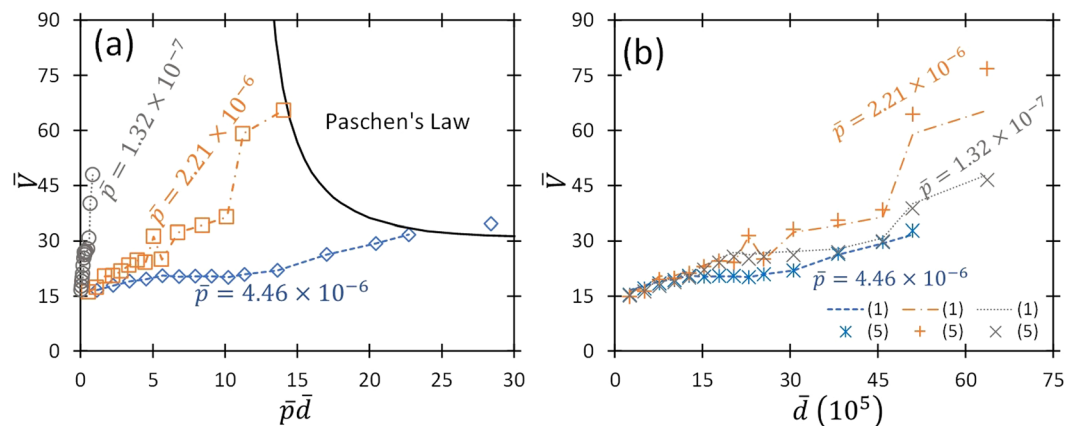 (a)
90
75
60
45
30
15
0
V̄
p̄ = 1.32 × 10⁻⁷
p̄ = 2.21 × 10⁻⁶
Paschen's Law
p̄ = 4.46 × 10⁻⁶
0 5 10 15 20 25 30
p̄d̄
(b)
90
75
60
45
30
15
0
V̄
p̄ = 2.21 × 10⁻⁶
p̄ = 1.32 × 10⁻⁷
p̄ = 4.46 × 10⁻⁶
(1) (1) (1)
(5) (5) (5)
0 15 30 45 60 75
d̄ (10⁵)